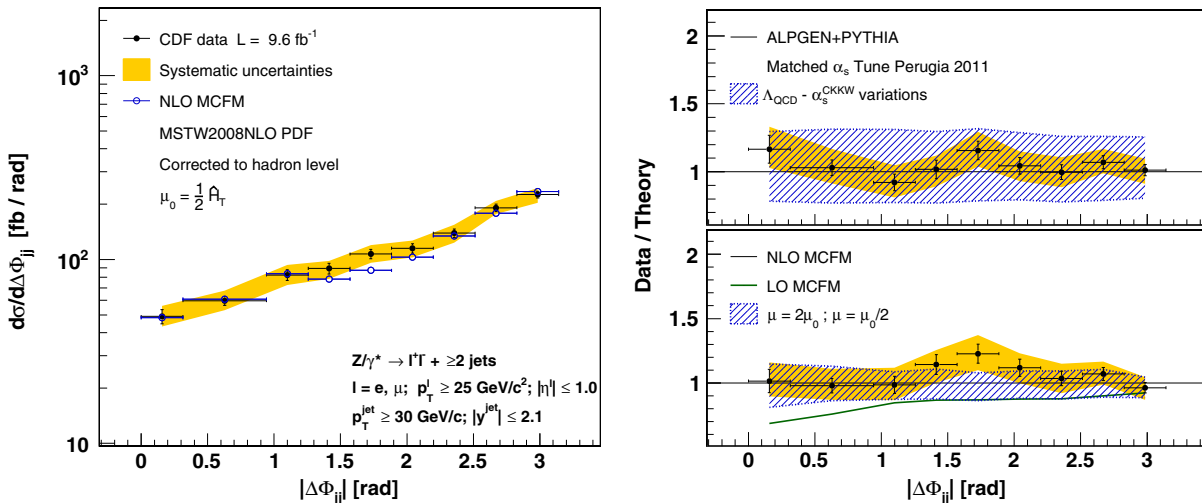 CDF data L = 9.6 fb⁻¹
Systematic uncertainties
NLO MCFM
MSTW2008NLO PDF
Corrected to hadron level
μ₀ = 1/2 Ĥ_T
Z/γ* → l⁺l⁻ + ≥2 jets
l = e, μ; p_T^l ≥ 25 GeV/c²; |η^l| ≤ 1.0
p_T^jet ≥ 30 GeV/c; |y^jet| ≤ 2.1
dσ/dΔΦ_jj [fb / rad]
10³
10²
10
0 0.5 1 1.5 2 2.5 3
|ΔΦ_jj| [rad]
Data / Theory
2
1.5
1
ALPGEN+PYTHIA
Matched α_s Tune Perugia 2011
Λ_QCD - α_s^CKKW variations
2
1.5
1
NLO MCFM
LO MCFM
μ = 2μ₀ ; μ = μ₀/2
0 0.5 1 1.5 2 2.5 3
|ΔΦ_jj| [rad]